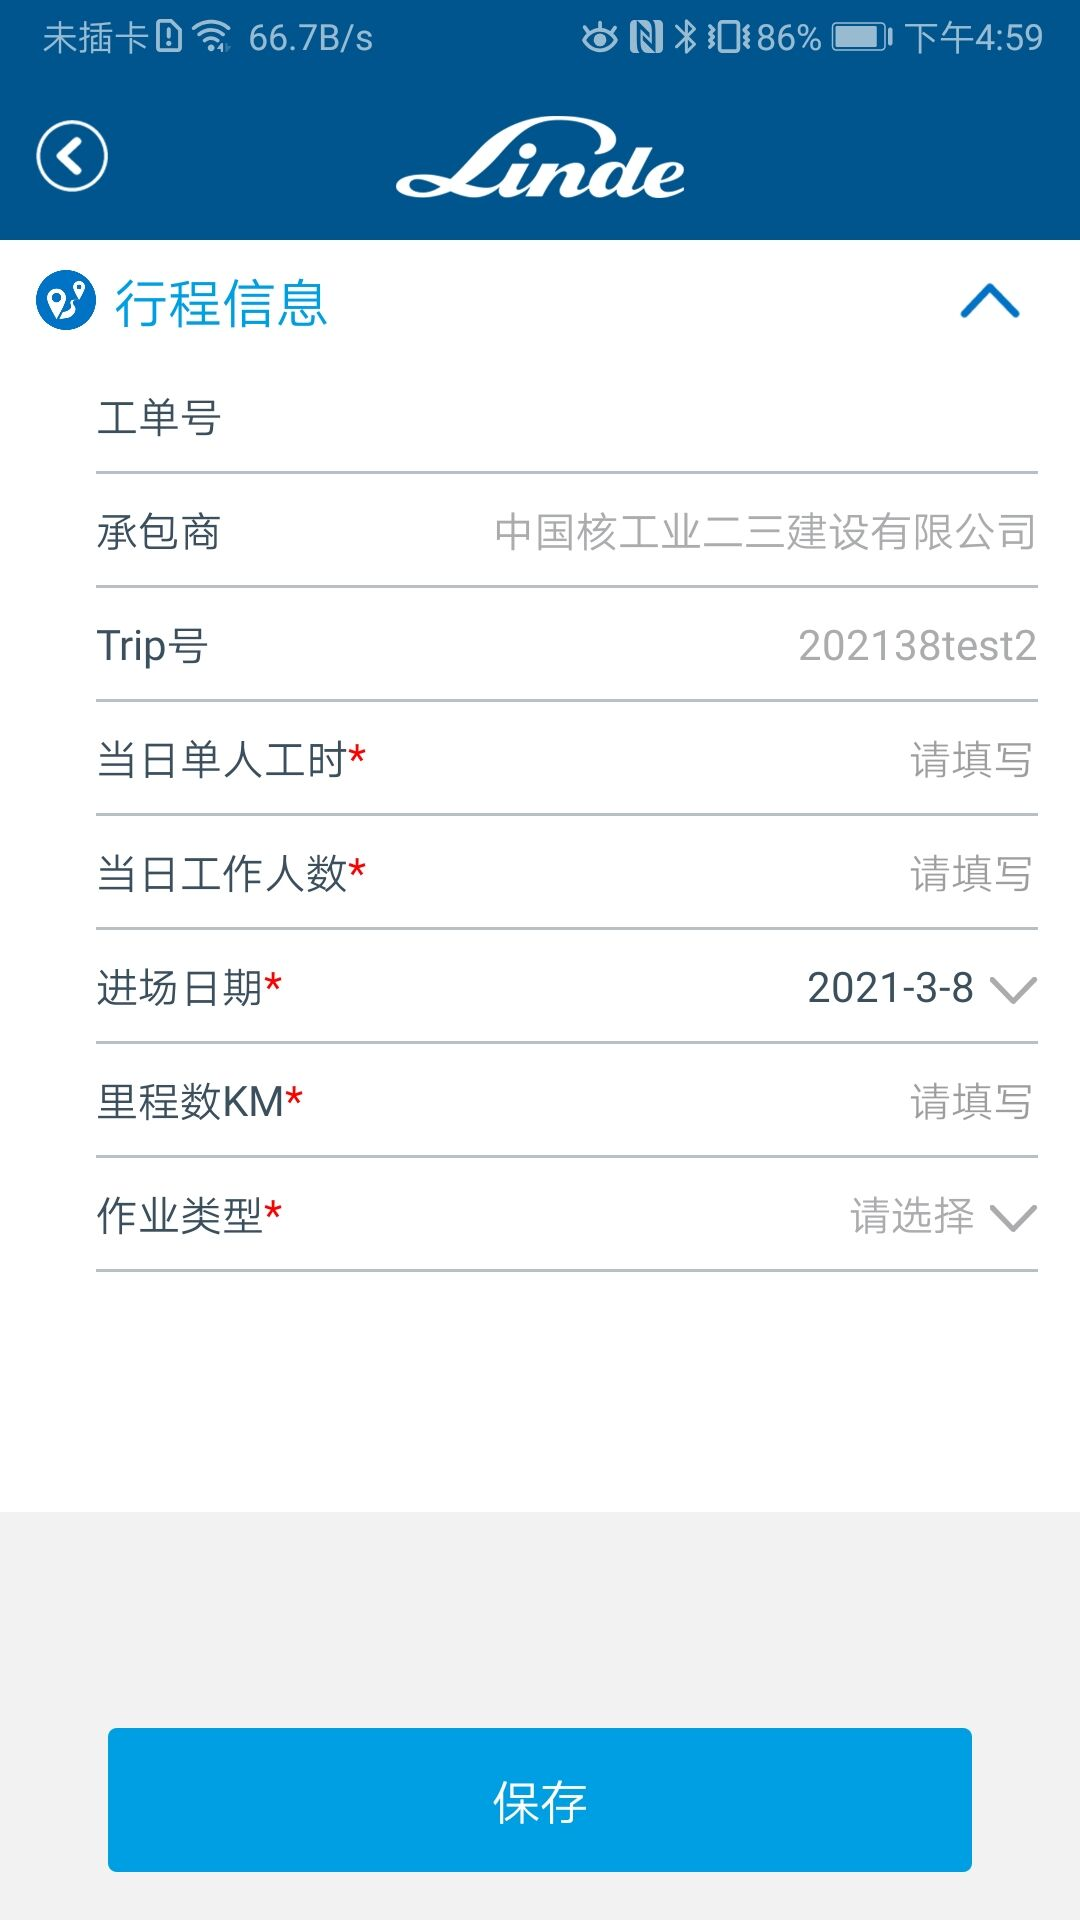 未插卡 66.7B/s 86% 下午4:59
Linde
行程信息
工单号
承包商 中国核工业二三建设有限公司
Trip号 202138test2
当日单人工时* 请填写
当日工作人数* 请填写
进场日期* 2021-3-8
里程数KM* 请填写
作业类型* 请选择
保存